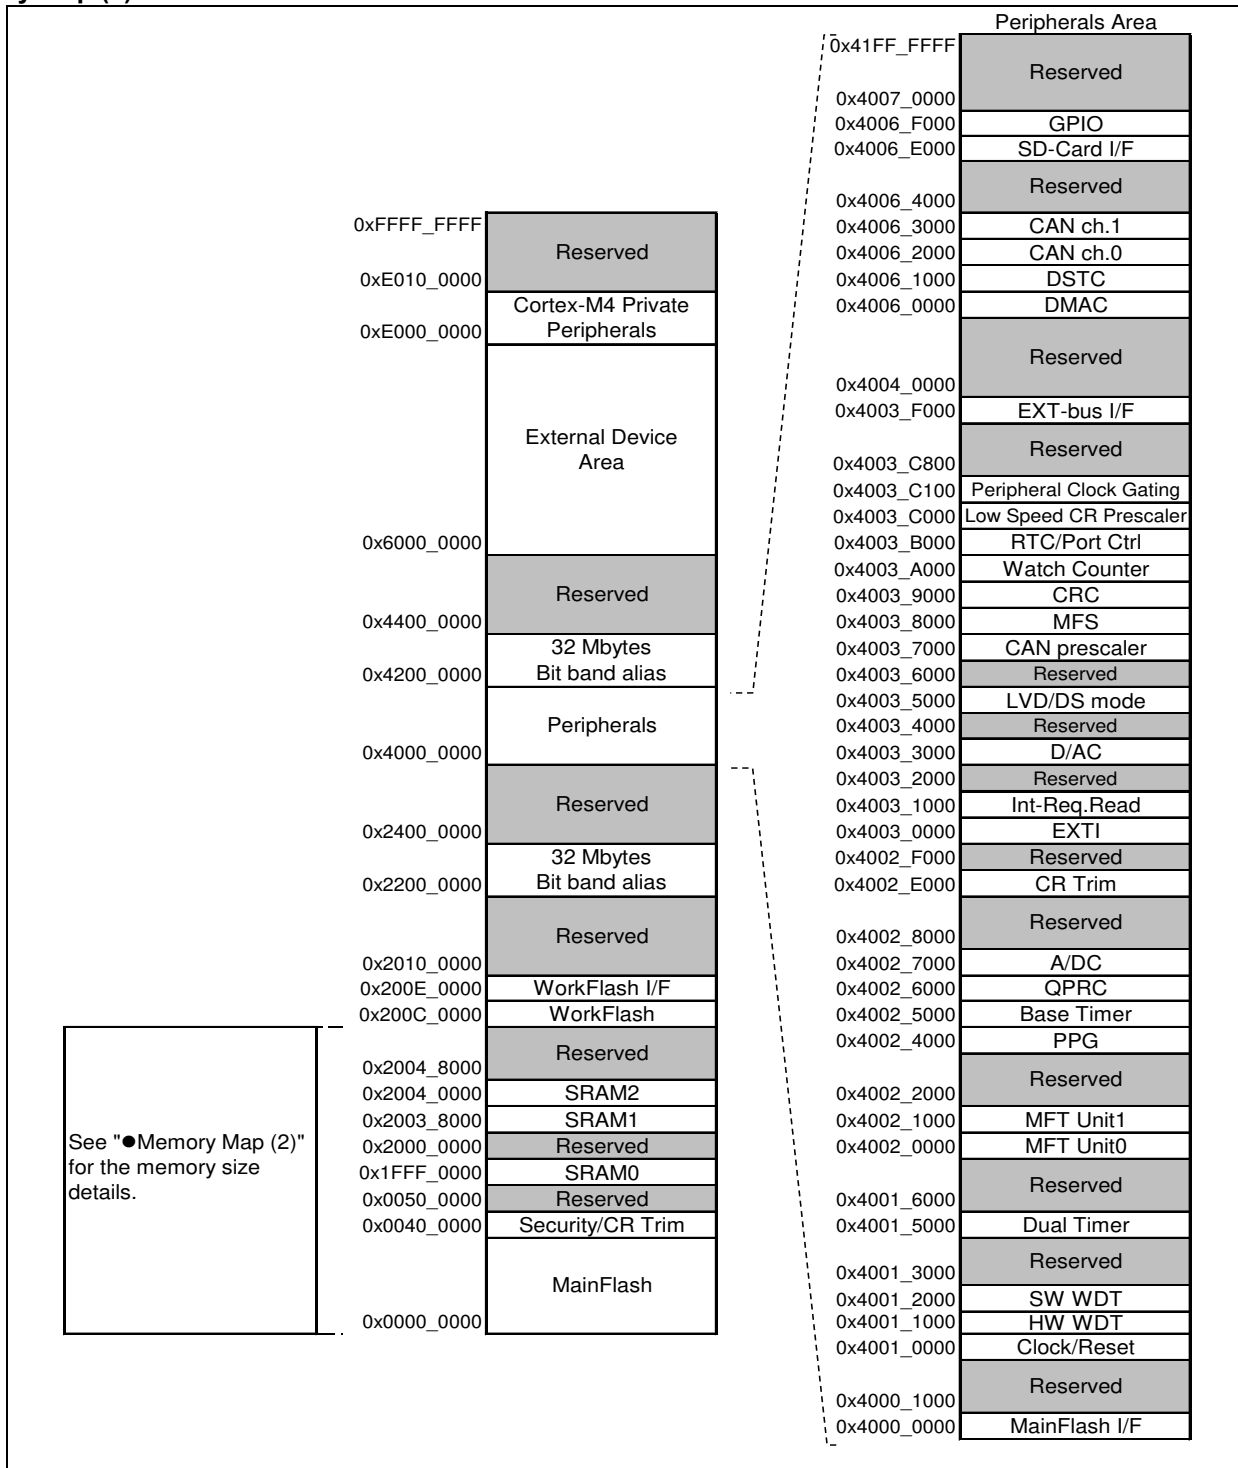 Peripherals Area
0x41FF_FFFF
Reserved
0x4007_0000
0x4006_F000 GPIO
0x4006_E000 SD-Card I/F
Reserved
0x4006_4000
0x4006_3000 CAN ch.1
0x4006_2000 CAN ch.0
0x4006_1000 DSTC
0x4006_0000 DMAC
Reserved
0x4004_0000
0x4003_F000 EXT-bus I/F
Reserved
0x4003_C800
0x4003_C100 Peripheral Clock Gating
0x4003_C000 Low Speed CR Prescaler
0x4003_B000 RTC/Port Ctrl
0x4003_A000 Watch Counter
0x4003_9000 CRC
0x4003_8000 MFS
0x4003_7000 CAN prescaler
0x4003_6000 Reserved
0x4003_5000 LVD/DS mode
0x4003_4000 Reserved
0x4003_3000 D/AC
0x4003_2000 Reserved
0x4003_1000 Int-Req.Read
0x4003_0000 EXTI
0x4002_F000 Reserved
0x4002_E000 CR Trim
Reserved
0x4002_8000
0x4002_7000 A/DC
0x4002_6000 QPRC
0x4002_5000 Base Timer
0x4002_4000 PPG
Reserved
0x4002_2000
0x4002_1000 MFT Unit1
0x4002_0000 MFT Unit0
Reserved
0x4001_6000
0x4001_5000 Dual Timer
Reserved
0x4001_3000
0x4001_2000 SW WDT
0x4001_1000 HW WDT
0x4001_0000 Clock/Reset
Reserved
0x4000_1000
0x4000_0000 MainFlash I/F
0xFFFF_FFFF
Reserved
0xE010_0000
Cortex-M4 Private
0xE000_0000 Peripherals
External Device
Area
0x6000_0000
Reserved
0x4400_0000
32 Mbytes
0x4200_0000 Bit band alias
Peripherals
0x4000_0000
Reserved
0x2400_0000
32 Mbytes
0x2200_0000 Bit band alias
Reserved
0x2010_0000
0x200E_0000 WorkFlash I/F
0x200C_0000 WorkFlash
Reserved
0x2004_8000
0x2004_0000 SRAM2
0x2003_8000 SRAM1
0x2000_0000 Reserved
0x1FFF_0000 SRAM0
0x0050_0000 Reserved
0x0040_0000 Security/CR Trim
MainFlash
0x0000_0000
See "●Memory Map (2)"
for the memory size
details.